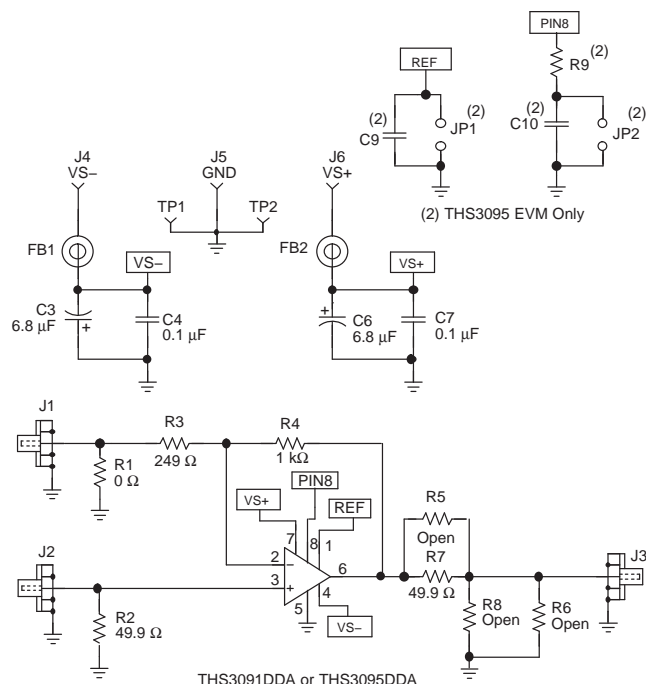 PIN8
REF
R9
(2)
(2)
C9
(2)
JP1
(2)
C10
(2)
JP2
(2) THS3095 EVM Only
J4
VS−
J5
GND
J6
VS+
TP1
TP2
FB1
VS−
FB2
VS+
C3
6.8 µF
+
C4
0.1 µF
+
C6
6.8 µF
C7
0.1 µF
J1
R3
249 Ω
R4
1 kΩ
R1
0 Ω
PIN8
VS+
REF
7
8
1
2
−
3
+
6
5
4
VS−
R5
Open
R7
49.9 Ω
J3
J2
R2
49.9 Ω
R8
Open
R6
Open
THS3091DDA or THS3095DDA